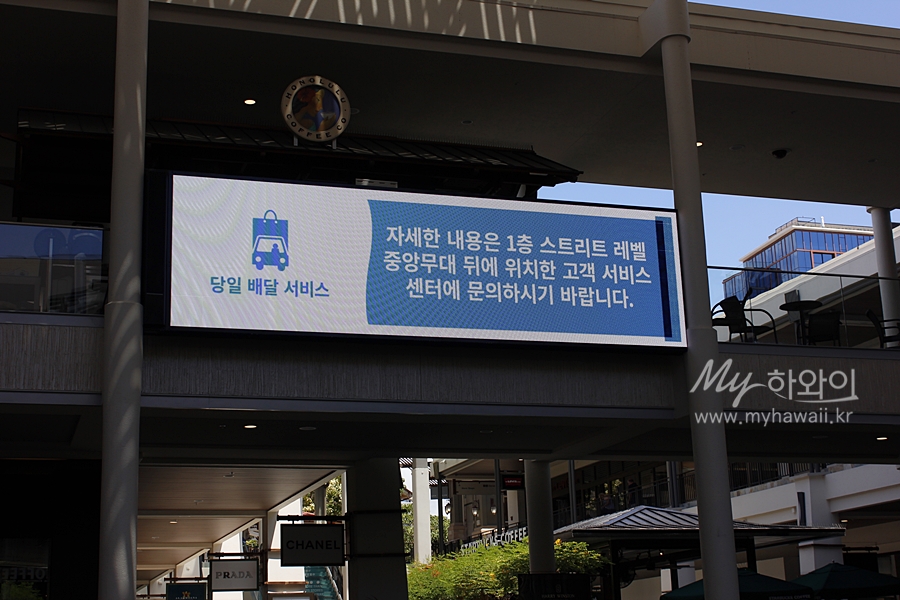 HONOLULU
COFFEE CO
당일 배달 서비스
자세한 내용은 1층 스트리트 레벨
중앙무대 뒤에 위치한 고객 서비스
센터에 문의하시기 바랍니다.
My 하와이
www.myhawaii.kr
CHANEL
PRADA
COFFEE